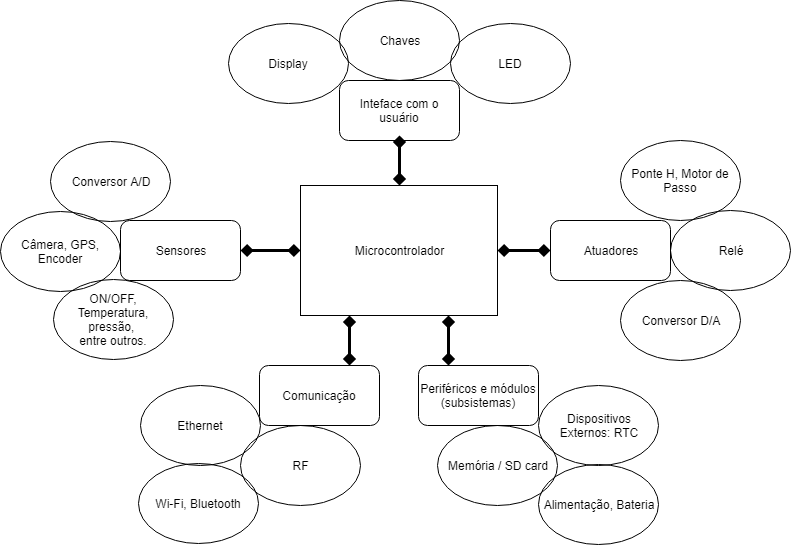 Chaves
Display
LED
Inteface com o
usuário
Conversor A/D
Câmera, GPS,
Encoder
ON/OFF,
Temperatura,
pressão,
entre outros.
Sensores
Microcontrolador
Atuadores
Ponte H, Motor de
Passo
Relé
Conversor D/A
Comunicação
Ethernet
RF
Wi-Fi, Bluetooth
Periféricos e módulos
(subsistemas)
Dispositivos
Externos: RTC
Memória / SD card
Alimentação, Bateria